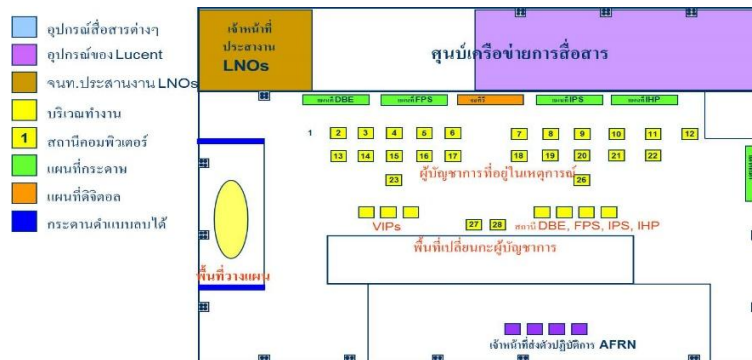 อุปกรณ์สื่อสารต่างๆ
อุปกรณ์ของ Lucent
จนท.ประสานงาน LNOs
บริเวณทำงาน
1 สถานีคอมพิวเตอร์
แผนที่กระดาษ
แผนที่ดิจิตอล
กระดานดำแบบลบได้
เจ้าหน้าที่
ประสางาน
LNOs
ศูนย์เครือข่ายการสื่อสาร
แผนที่ DBE
แผนที่ FPS
แผนที่ IPS
แผนที่ IHP
1 2 3 4 5 6 7 8 9 10 11 12
13 14 15 16 17 18 19 20 21 22
ผู้บัญชาการที่อยู่ในเหตุการณ์
23 26
VIPs
27 28
สถานี DBE, FPS, IPS, IHP
พื้นที่เปลี่ยนกะผู้บัญชาการ
พื้นที่วางแผน
เจ้าหน้าที่ส่งตัวปฏิบัติการ AFRN